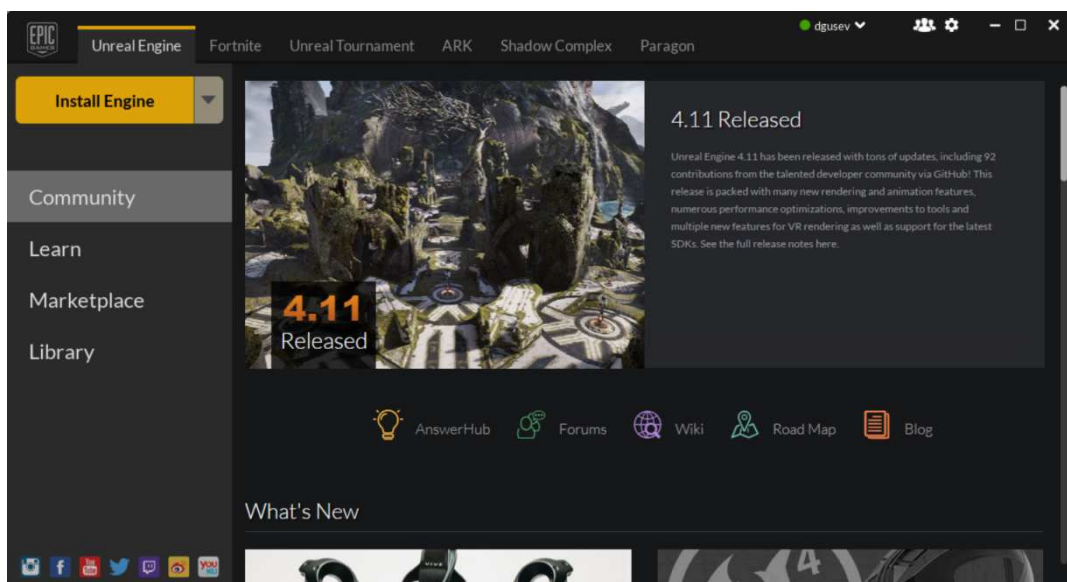 EPIC
GAMES
Unreal Engine
Fortnite
Unreal Tournament
ARK
Shadow Complex
Paragon
dgusev
Install Engine
Community
Learn
Marketplace
Library
4.11
Released
4.11 Released
Unreal Engine 4.11 has been released with tons of updates, including 92
contributions from the talented developer community via GitHub! This
release is packed with many new rendering and animation features,
numerous performance optimizations, improvements to tools and
multiple new features for VR rendering as well as support for the latest
SDKs. See the full release notes here.
AnswerHub
Forums
Wiki
Road Map
Blog
What's New
VIVE
4